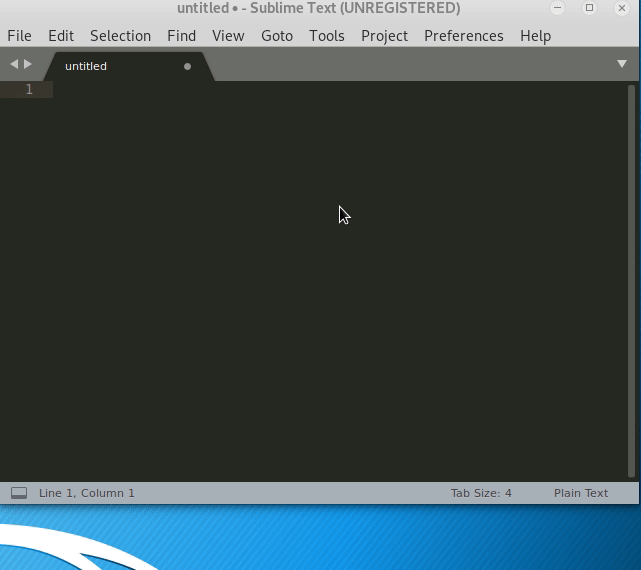 untitled • - Sublime Text (UNREGISTERED)
File Edit Selection Find View Goto Tools Project Preferences Help
untitled
1
Line 1, Column 1 Tab Size: 4 Plain Text